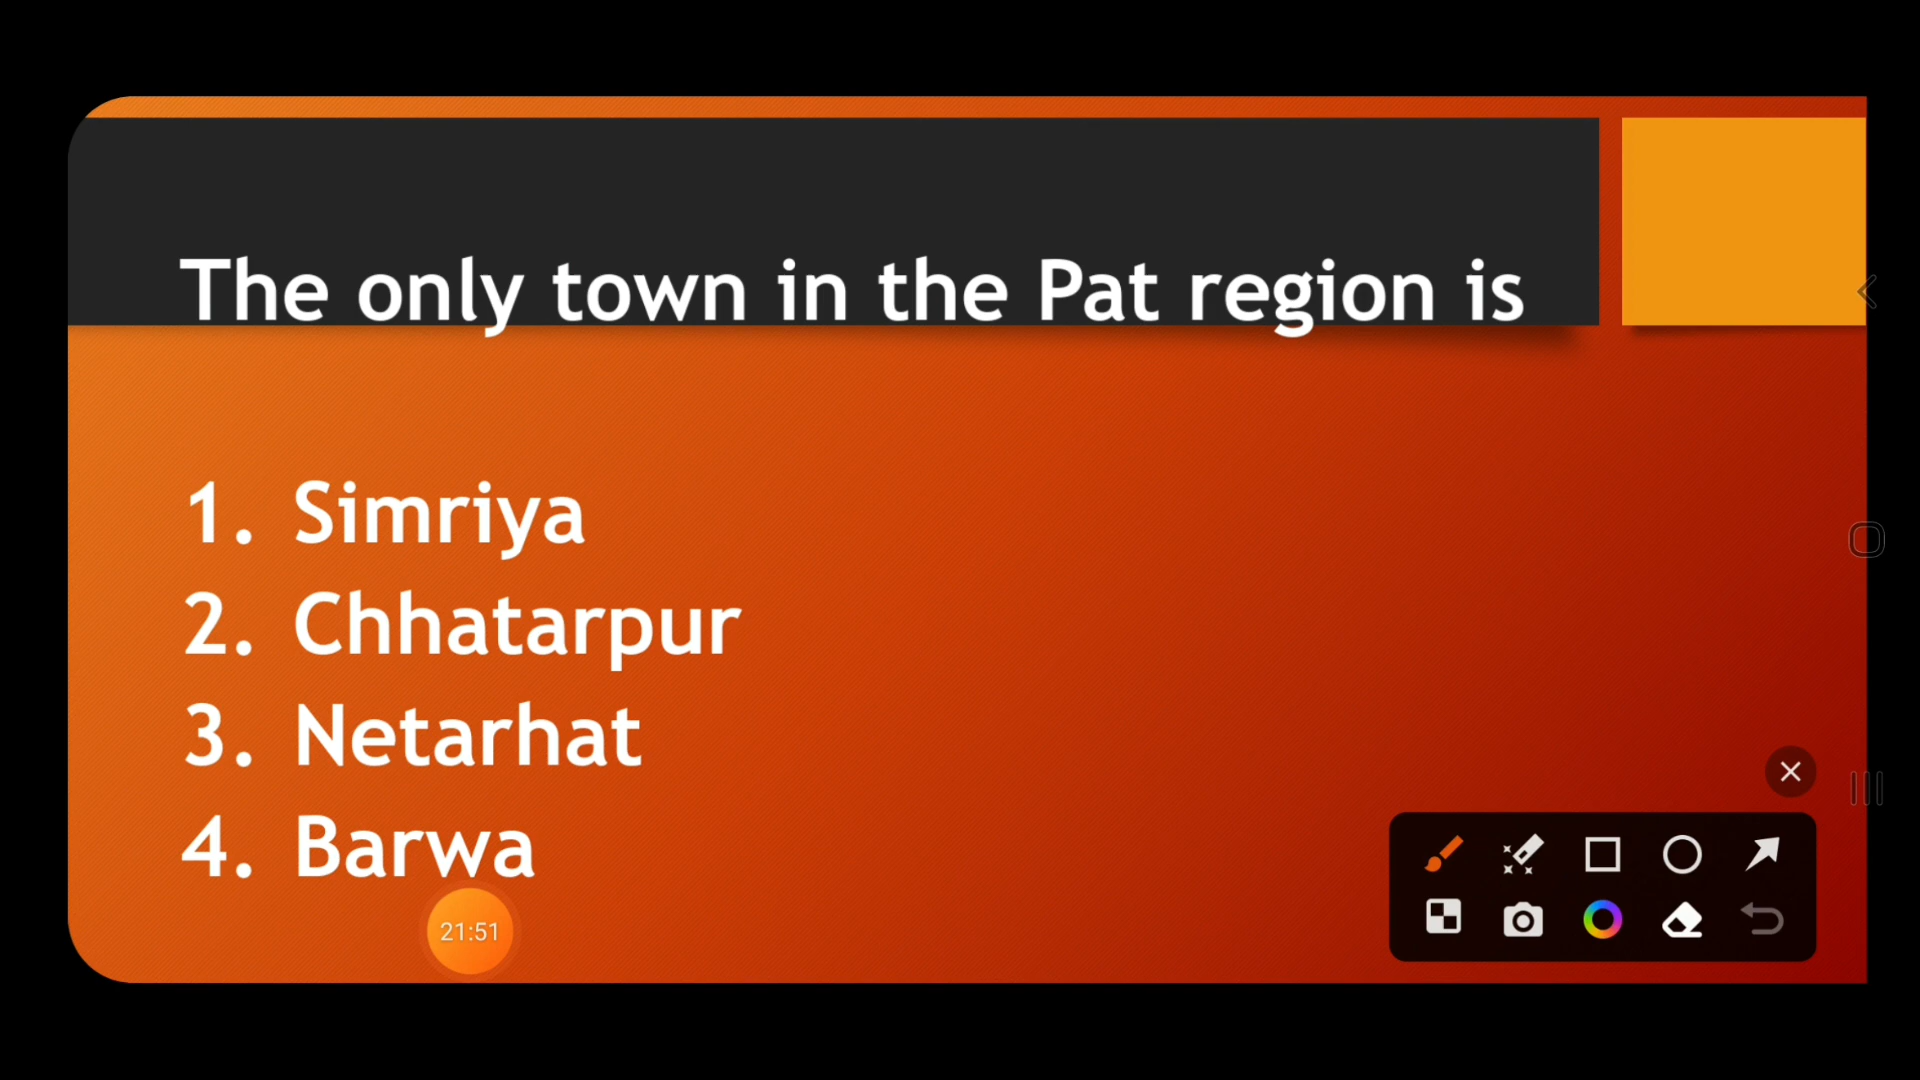 The only town in the Pat region is
1. Simriya
2. Chhatarpur
3. Netarhat
4. Barwa
21:51